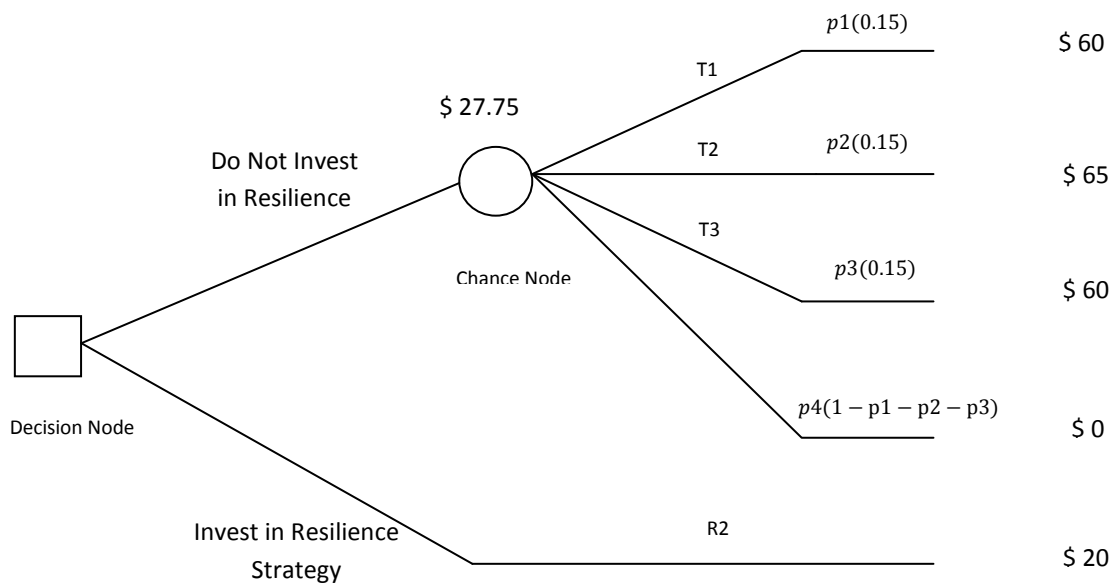 p1(0.15)
$ 60
T1
$ 27.75
Do Not Invest
in Resilience
T2
p2(0.15)
$ 65
T3
Chance Node
p3(0.15)
$ 60
Decision Node
p4(1 − p1 − p2 − p3)
$ 0
Invest in Resilience
Strategy
R2
$ 20